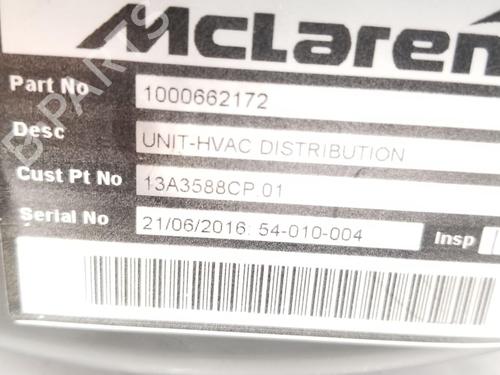 McLaren
Part No 1000662172
Desc UNIT-HVAC DISTRIBUTION
Cust Pt No 13A3588CP.01
Serial No 21/06/2016. 54-010-004 Insp
B PARTS